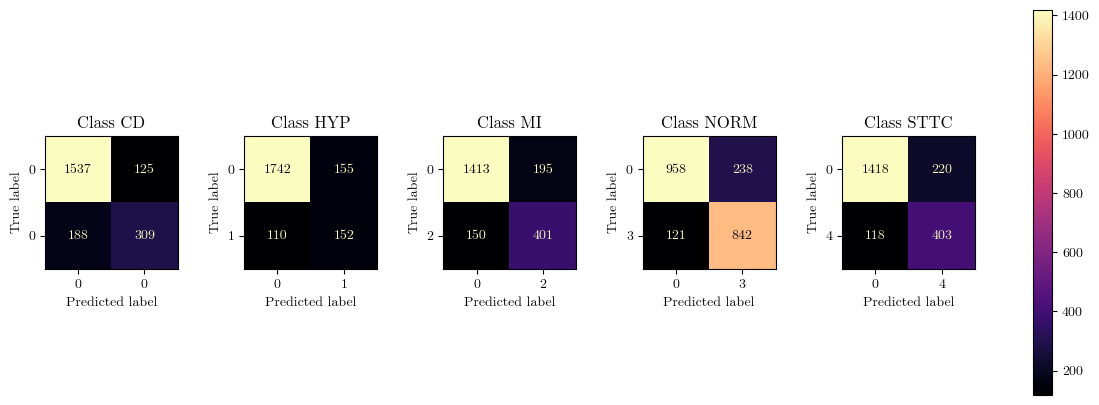 Class CD
True label
0
1537 125
0
188 309
0 0
Predicted label
Class HYP
True label
0
1742 155
1
110 152
0 1
Predicted label
Class MI
True label
0
1413 195
2
150 401
0 2
Predicted label
Class NORM
True label
0
958 238
3
121 842
0 3
Predicted label
Class STTC
True label
0
1418 220
4
118 403
0 4
Predicted label
1400
1200
1000
800
600
400
200